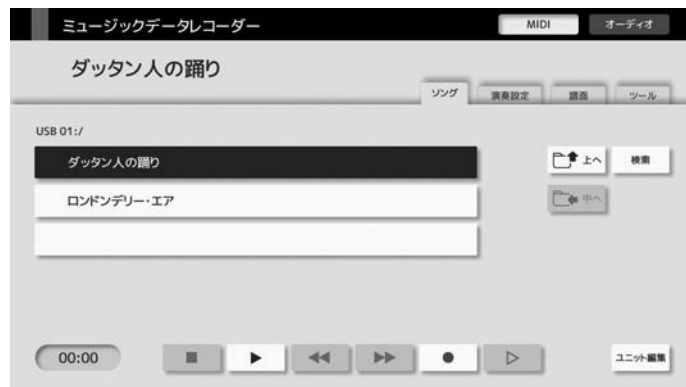 ミュージックデータレコーダー
MIDI
オーディオ
ダッタン人の踊り
ソング
演奏設定
譜面
ツール
USB 01:/
ダッタン人の踊り
上へ
検索
ロンドンデリー・エア
中へ
00:00
ユニット編集